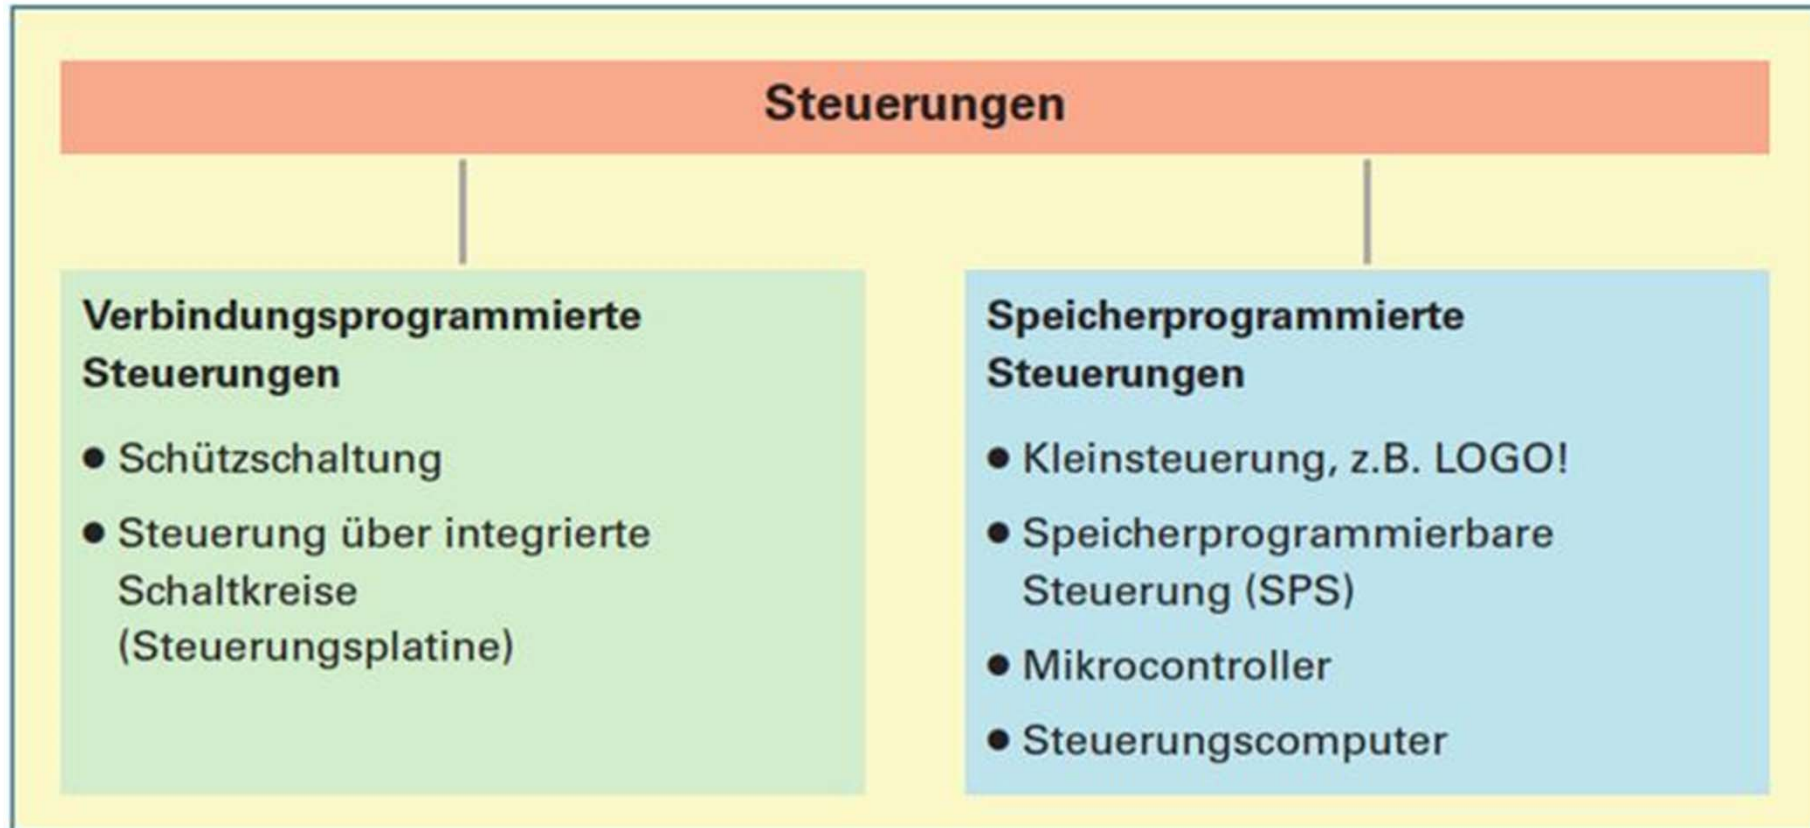 Steuerungen
Verbindungsprogrammierte
Steuerungen
● Schützschaltung
● Steuerung über integrierte
Schaltkreise
(Steuerungsplatine)
Speicherprogrammierte
Steuerungen
● Kleinsteuerung, z.B. LOGO!
● Speicherprogrammierbare
Steuerung (SPS)
● Mikrocontroller
● Steuerungscomputer